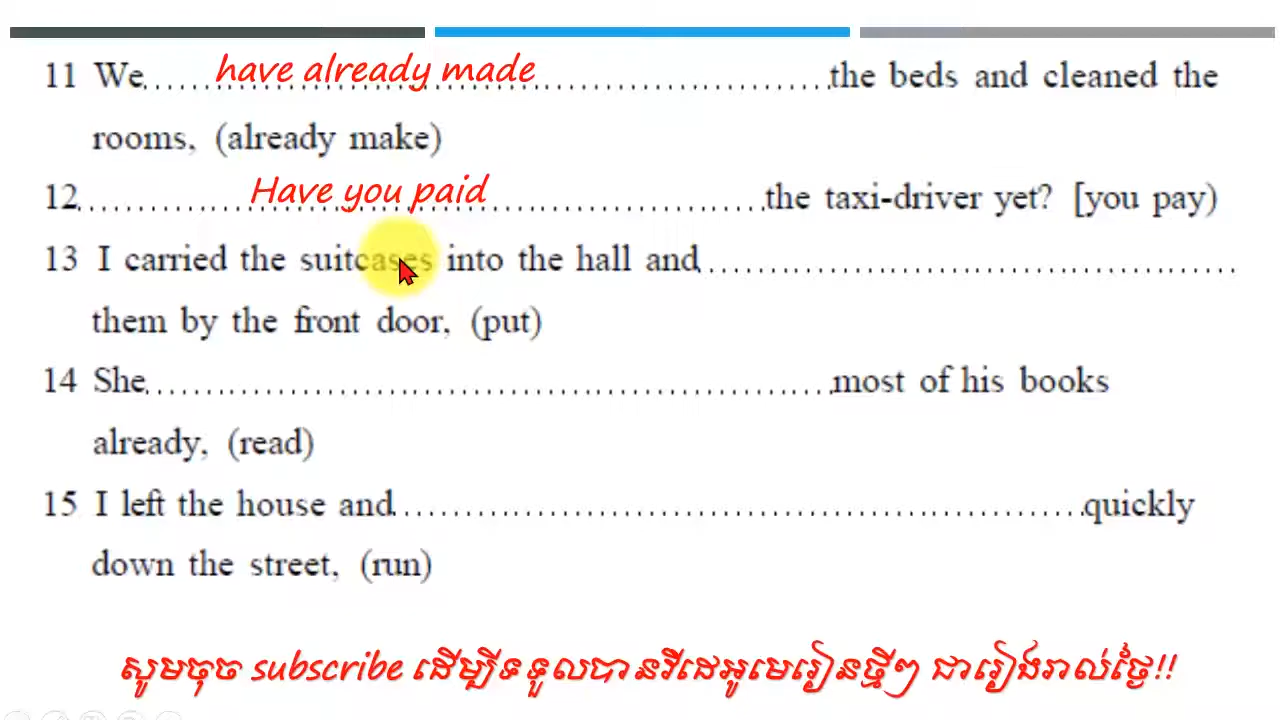 11 We have already made the beds and cleaned the
rooms, (already make)
12 Have you paid the taxi-driver yet? [you pay)
13 I carried the suitcases into the hall and........................................
them by the front door, (put)
14 She........................................most of his books
already, (read)
15 I left the house and........................................quickly
down the street, (run)
សូមចុច subscribe ដើម្បីទទួលបានវីដេអូមេរៀនថ្មីៗ ជារៀងរាល់ថ្ងៃ!!